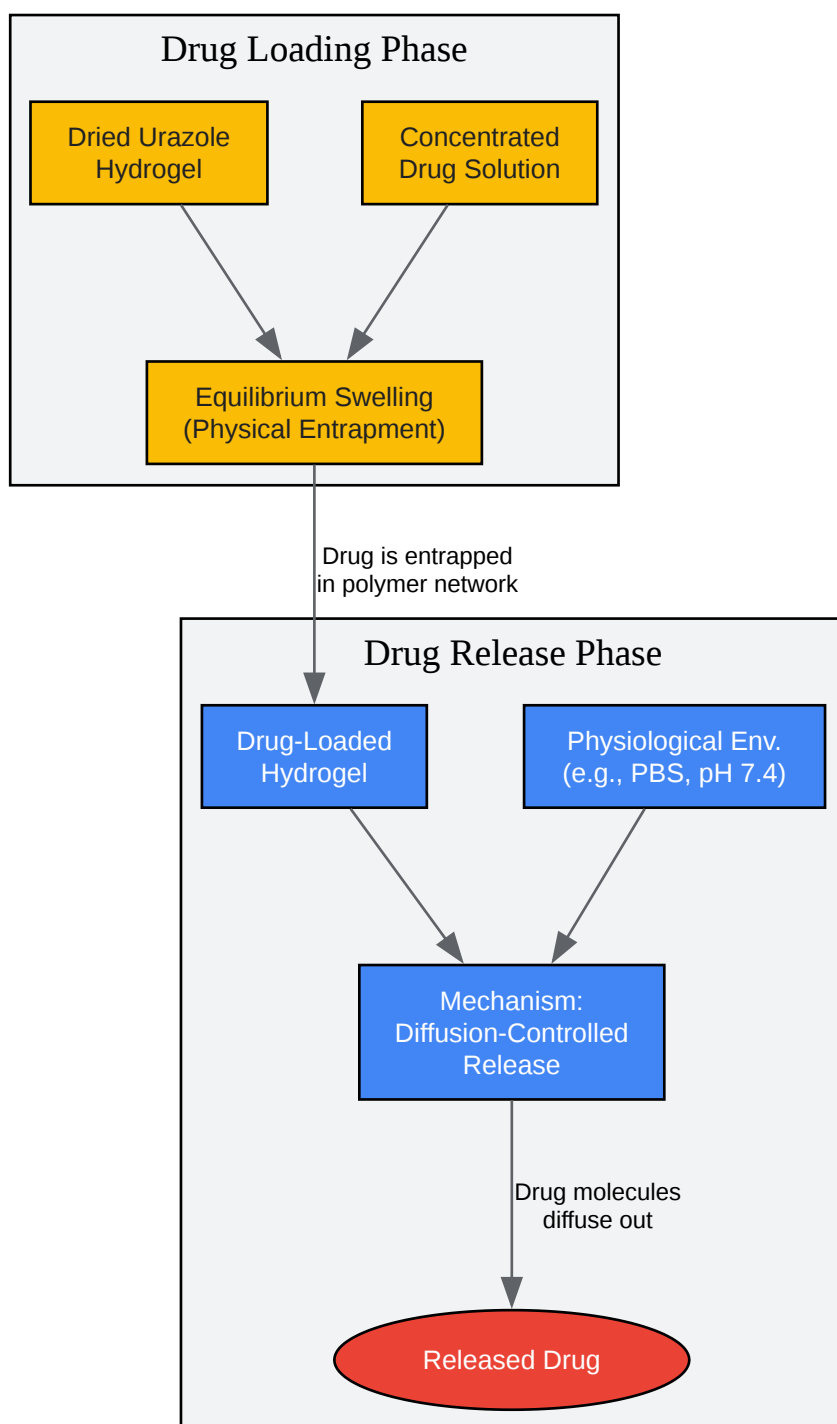 Drug Loading Phase
Dried Urazole
Hydrogel
Concentrated
Drug Solution
Equilibrium Swelling
(Physical Entrapment)
Drug is entrapped
in polymer network
Drug Release Phase
Drug-Loaded
Hydrogel
Physiological Env.
(e.g., PBS, pH 7.4)
Mechanism:
Diffusion-Controlled
Release
Drug molecules
diffuse out
Released Drug